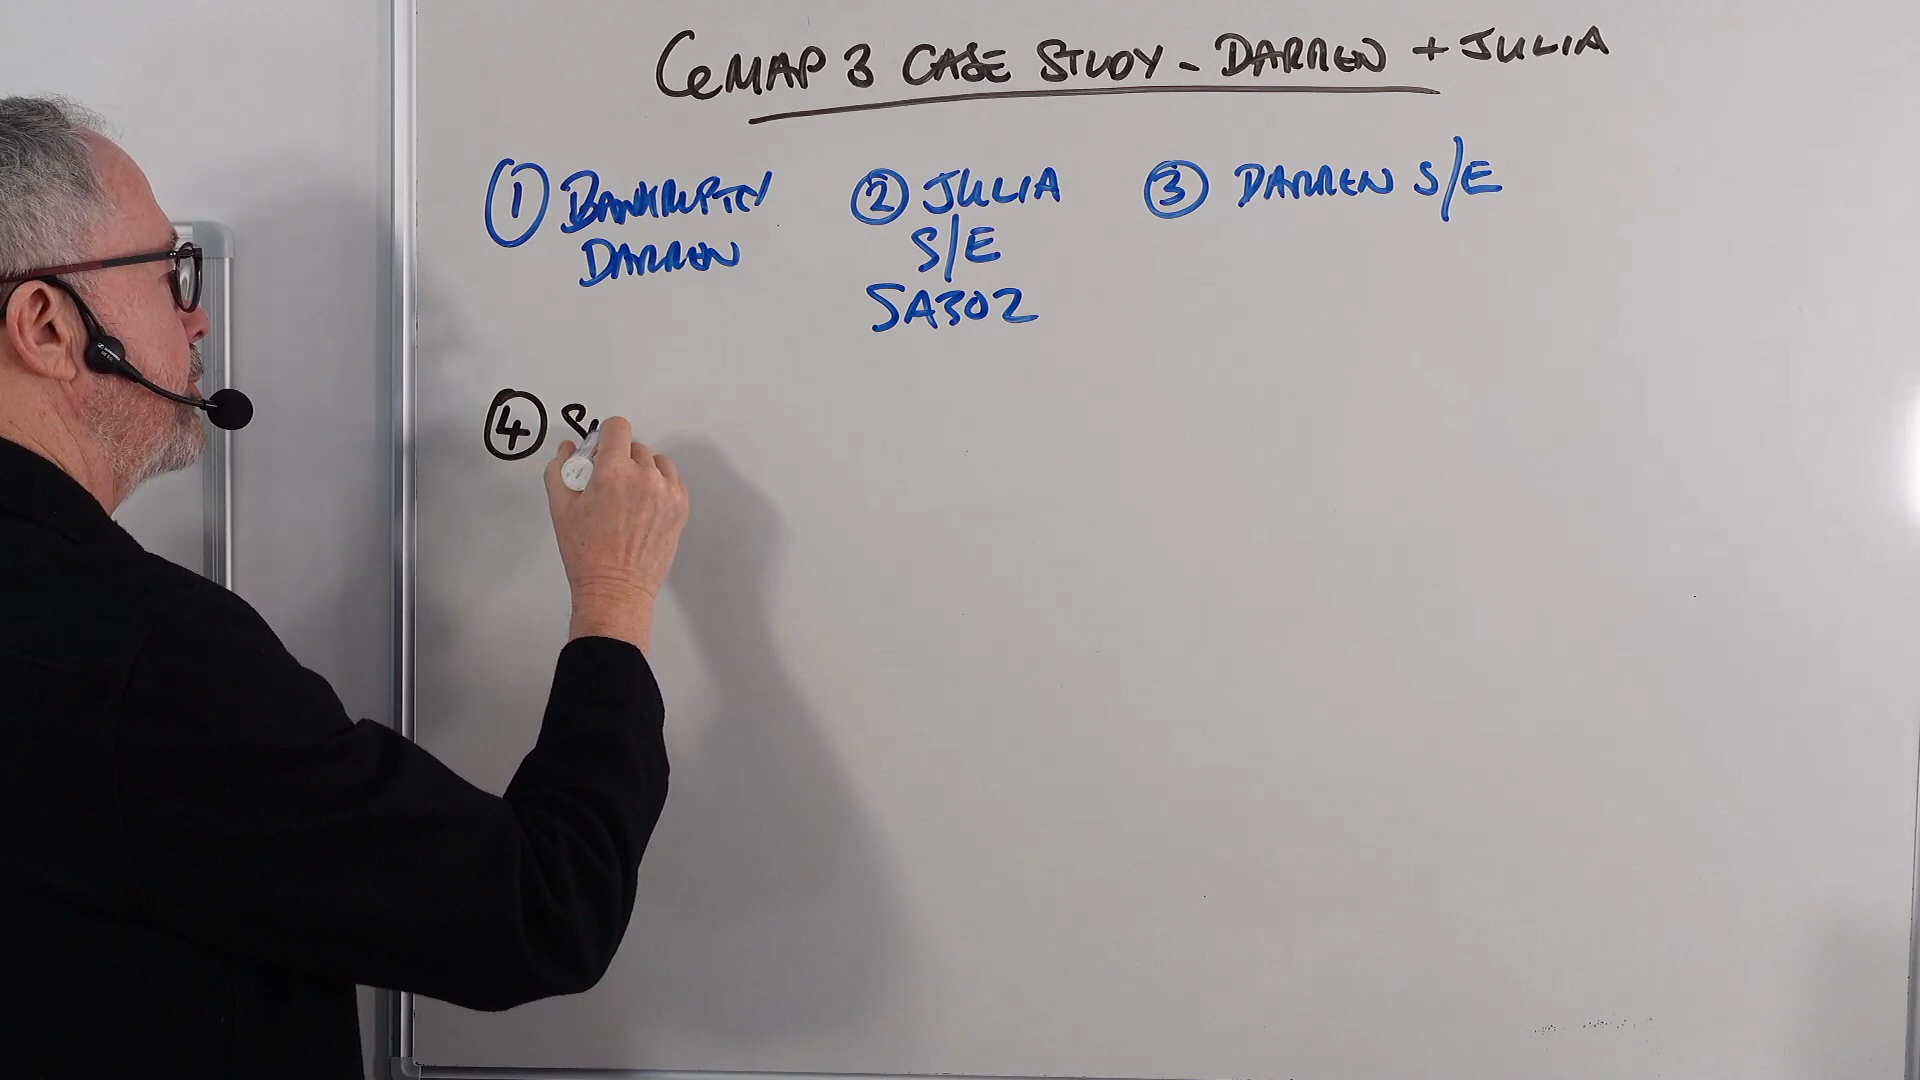 CeMAP 3 CASE STUDY - DARREN + JULIA
① BANKRUPTCY
DARREN
② JULIA
S/E
SA302
③ DARREN S/E
④ S